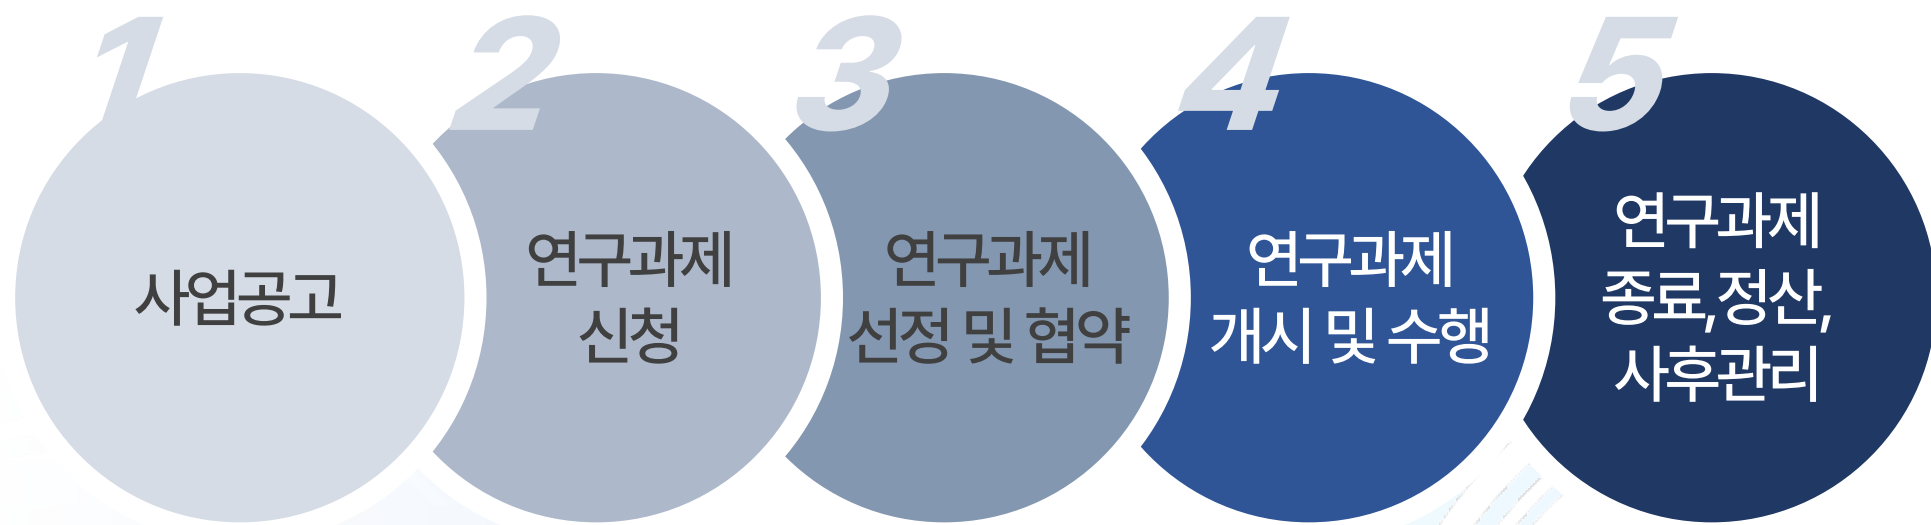 1
사업공고
2
연구과제
신청
3
연구과제
선정 및 협약
4
연구과제
개시 및 수행
5
연구과제
종료,정산,
사후관리